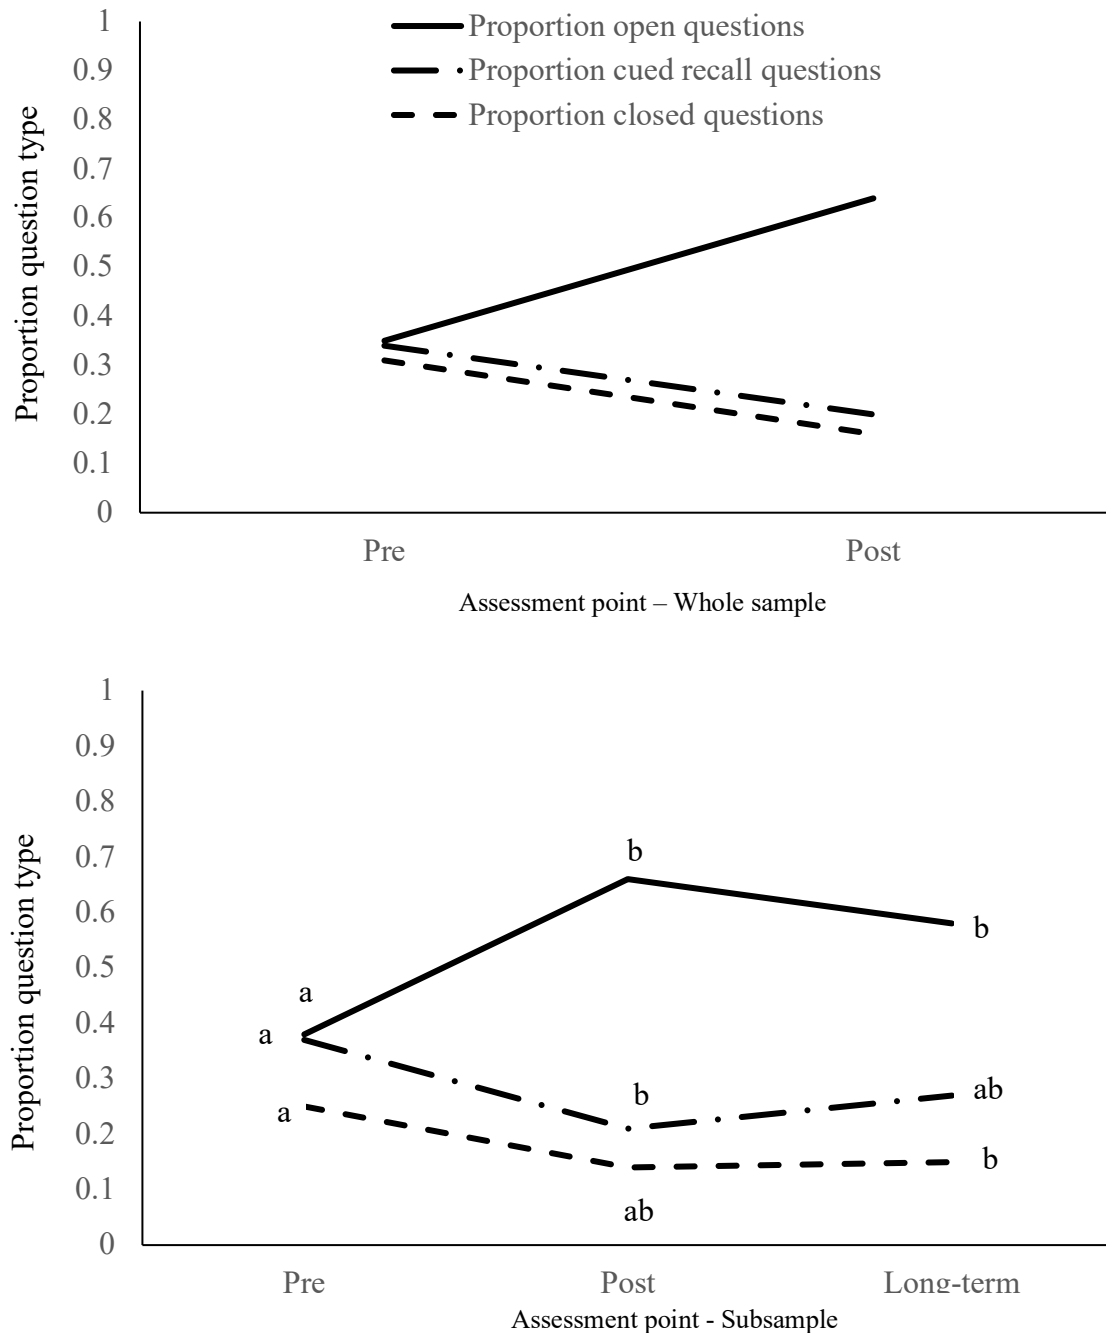 1
0.9
0.8
0.7
0.6
0.5
0.4
0.3
0.2
0.1
0
Proportion question type
Proportion open questions
Proportion cued recall questions
Proportion closed questions
Pre
Post
Assessment point – Whole sample
1
0.9
0.8
0.7
0.6
0.5
0.4
0.3
0.2
0.1
0
Proportion question type
a
a
a
b
b
ab
b
ab
b
Pre
Post
Long-term
Assessment point - Subsample